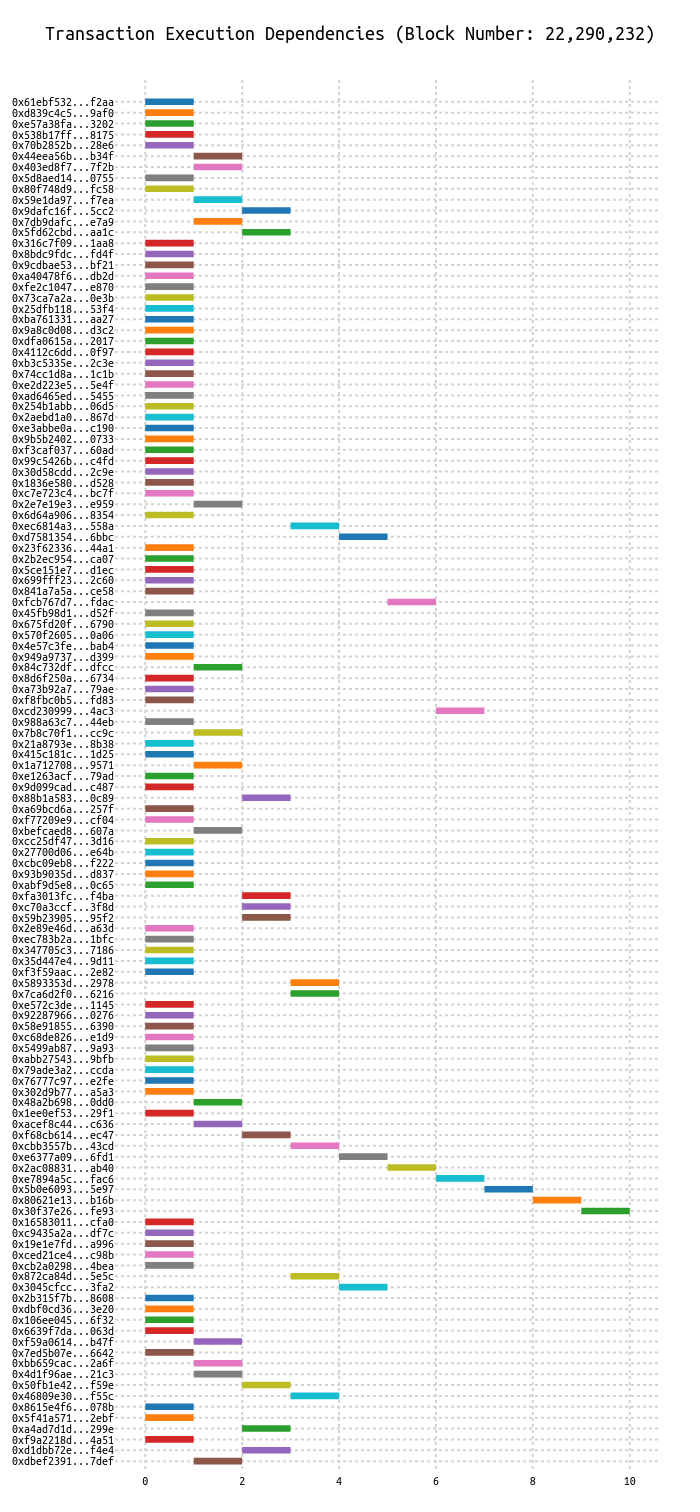 Transaction Execution Dependencies (Block Number: 22,290,232)
0x61ebf532...f2aa
0xd839c4c5...9af0
0xe57a38fa...3202
0x538b17ff...8175
0x70b2852b...28e6
0x44eea56b...b34f
0x403ed8f7...7f2b
0x5d8aed14...0755
0x80f748d9...fc58
0x59e1da97...f7ea
0x9dafc16f...5cc2
0x7db9dafc...e7a9
0x5fd62cbd...aa1c
0x316c7f09...1aa8
0x8bdc9fdc...fd4f
0x9cdbae53...bf21
0xa40478f6...db2d
0xfe2c1047...e870
0x73ca7a2a...0e3b
0x25dfb118...53f4
0xba761331...aa27
0x9a8c0d08...d3c2
0xdfa0615a...2017
0x4112c6dd...0f97
0xb3c5335e...2c3e
0x74cc1d8a...1c1b
0xe2d223e5...5e4f
0xad6465ed...5455
0x254b1abb...06d5
0x2aebd1a0...867d
0xe3abbe0a...c190
0x9b5b2402...0733
0xf3caf037...60ad
0x99c5426b...c4fd
0x30d58cdd...2c9e
0x1836e580...d528
0xc7e723c4...bc7f
0x2e7e19e3...e959
0x6d64a906...8354
0xec6814a3...558a
0xd7581354...6bbc
0x23f62336...44a1
0x2b2ec954...ca07
0x5ce151e7...d1ec
0x699fff23...2c60
0x841a7a5a...ce58
0xfcb767d7...fdac
0x45fb98d1...d52f
0x675fd20f...6790
0x570f2605...0a06
0x4e57c3fe...bab4
0x949a9737...d399
0x84c732df...dfcc
0x8d6f250a...6734
0xa73b92a7...79ae
0xf8fbc0b5...fd83
0xcd230999...4ac3
0x988a63c7...44eb
0x7b8c70f1...cc9c
0x21a8793e...8b38
0x415c181c...1d25
0x1a712708...9571
0xe1263acf...79ad
0x9d099cad...c487
0x88b1a583...0c89
0xa69bcd6a...257f
0xf77209e9...cf04
0xbefcaed8...607a
0xcc25df47...3d16
0x27700d06...e64b
0xcbc09eb8...f222
0x93b9035d...d837
0xabf9d5e8...0c65
0xfa3013fc...f4ba
0xc70a3ccf...3f8d
0x59b23905...95f2
0x2e89e46d...a63d
0xec783b2a...1bfc
0x347705c3...7186
0x35d447e4...9d11
0xf3f59aac...2e82
0x5893353d...2978
0x7ca6d2f0...6216
0xe572c3de...1145
0x92287966...0276
0x58e91855...6390
0xc68de826...e1d9
0x5499ab87...9a93
0xabb27543...9bfb
0x79ade3a2...ccda
0x76777c97...e2fe
0x302d9b77...a5a3
0x48a2b698...0dd0
0x1ee0ef53...29f1
0xacef8c44...c636
0xf68cb614...ec47
0xcbb3557b...43cd
0xe6377a09...6fd1
0x2ac08831...ab40
0xe7894a5c...fac6
0x5b0e6093...5e97
0x80621e13...b16b
0x30f37e26...fe93
0x16583011...cfa0
0xc9435a2a...df7c
0x19e1e7fd...a996
0xced21ce4...c98b
0xcb2a0298...4bea
0x872ca84d...5e5c
0x3045cfcc...3fa2
0x2b315f7b...8608
0xdbf0cd36...3e20
0x106ee045...6f32
0x6639f7da...063d
0xf59a0614...b47f
0x7ed5b07e...6642
0xbb659cac...2a6f
0x4d1f96ae...21c3
0x50fb1e42...f59e
0x46809e30...f55c
0x8615e4f6...078b
0x5f41a571...2ebf
0xa4ad7d1d...299e
0xf9a2218d...4a51
0xd1dbb72e...f4e4
0xdbef2391...7def
0 2 4 6 8 10